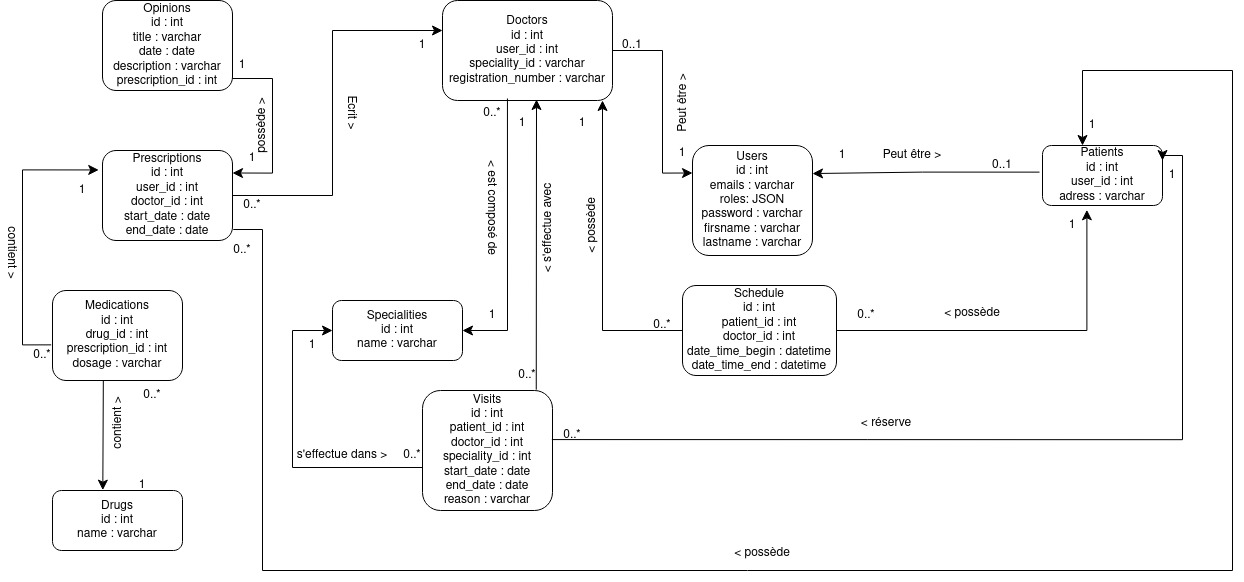 Opinions
id : int
title : varchar
date : date
description : varchar
prescription_id : int
1
possède >
1
Prescriptions
id : int
user_id : int
doctor_id : int
start_date : date
end_date : date
1
0..*
0..*
Ecrit >
1
Doctors
id : int
user_id : int
speciality_id : varchar
registration_number : varchar
0..1
Peut être >
1
0..*
1
1
< est composé de
< s'effectue avec
< possède
Users
id : int
emails : varchar
roles: JSON
password : varchar
firsname : varchar
lastname : varchar
1
Peut être >
0..1
1
Patients
id : int
user_id : int
adress : varchar
1
1
contient >
Medications
id : int
drug_id : int
prescription_id : int
dosage : varchar
0..*
0..*
contient >
1
Drugs
id : int
name : varchar
Specialities
id : int
name : varchar
1
1
Schedule
id : int
patient_id : int
doctor_id : int
date_time_begin : datetime
date_time_end : datetime
0..*
0..*
< possède
0..*
Visits
id : int
patient_id : int
doctor_id : int
speciality_id : int
start_date : date
end_date : date
reason : varchar
s'effectue dans >
0..*
0..*
< réserve
< possède